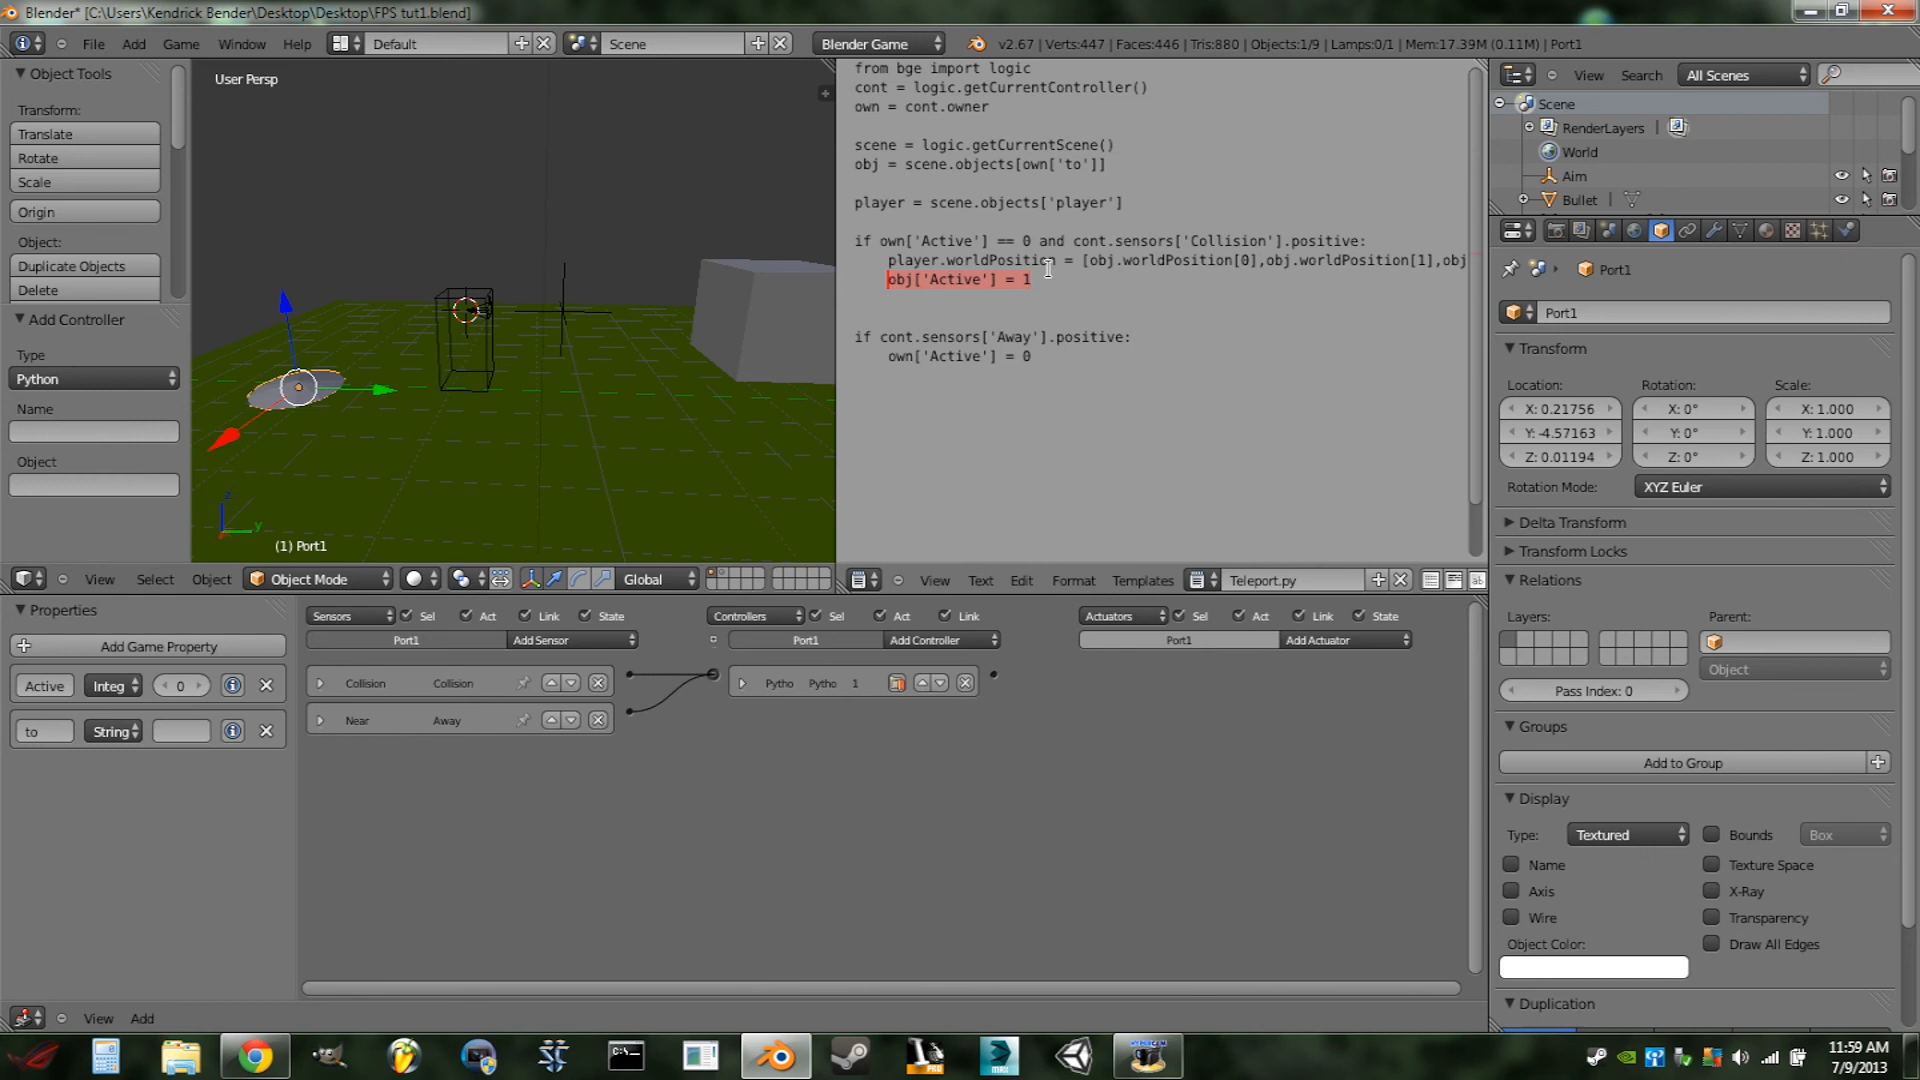 Blender* [C:\Users\Kendrick Bender\Desktop\Desktop\FPS tut1.blend]
File Add Game Window Help Default Scene Blender Game v2.67 | Verts:447 | Faces:446 | Tris:880 | Objects:1/9 | Lamps:0/1 | Mem:17.39M (0.11M) | Port1
Object Tools
Transform:
Translate
Rotate
Scale
Origin
Object:
Duplicate Objects
Delete
Add Controller
Type
Python
Name
Object
User Persp
z
y
(1) Port1
View Select Object Object Mode Global
from bge import logic
cont = logic.getCurrentController()
own = cont.owner
scene = logic.getCurrentScene()
obj = scene.objects[own['to']]
player = scene.objects['player']
if own['Active'] == 0 and cont.sensors['Collision'].positive:
player.worldPosition = [obj.worldPosition[0],obj.worldPosition[1],obj
obj['Active'] = 1
if cont.sensors['Away'].positive:
own['Active'] = 0
View Text Edit Format Templates Teleport.py
View Search All Scenes
Scene
RenderLayers
World
Aim
Bullet
Port1
Port1
Transform
Location: Rotation: Scale:
X: 0.21756 X: 0° X: 1.000
Y: -4.57163 Y: 0° Y: 1.000
Z: 0.01194 Z: 0° Z: 1.000
Rotation Mode: XYZ Euler
Delta Transform
Transform Locks
Relations
Layers: Parent:
Object
Pass Index: 0
Groups
Add to Group
Display
Type: Textured Bounds Box
Name Texture Space
Axis X-Ray
Wire Transparency
Object Color: Draw All Edges
Duplication
Properties
Add Game Property
Active Integ 0
to String
Sensors Sel Act Link State
Port1 Add Sensor
Collision Collision
Near Away
Controllers Sel Act Link
Port1 Add Controller
Pytho Pytho 1
Actuators Sel Act Link State
Port1 Add Actuator
View Add
11:59 AM
7/9/2013